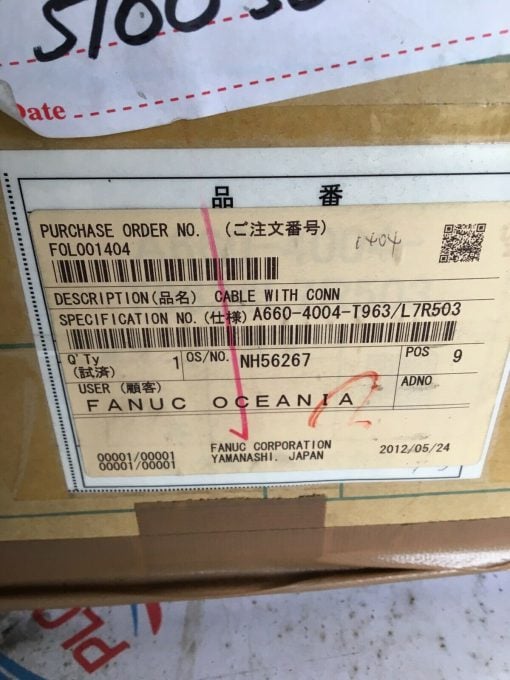 5100
Date
品 番
PURCHASE ORDER NO. (ご注文番号)
FOL001404
1404
DESCRIPTION(品名) CABLE WITH CONN
SPECIFICATION NO.(仕様) A660-4004-T963/L7R503
Q'Ty (試済) 1 OS/NO. NH56267 POS 9
USER (顧客) ADNO
FANUC OCEANIA
00001/00001 FANUC CORPORATION 2012/05/24
00001/00001 YAMANASHI. JAPAN
PLC